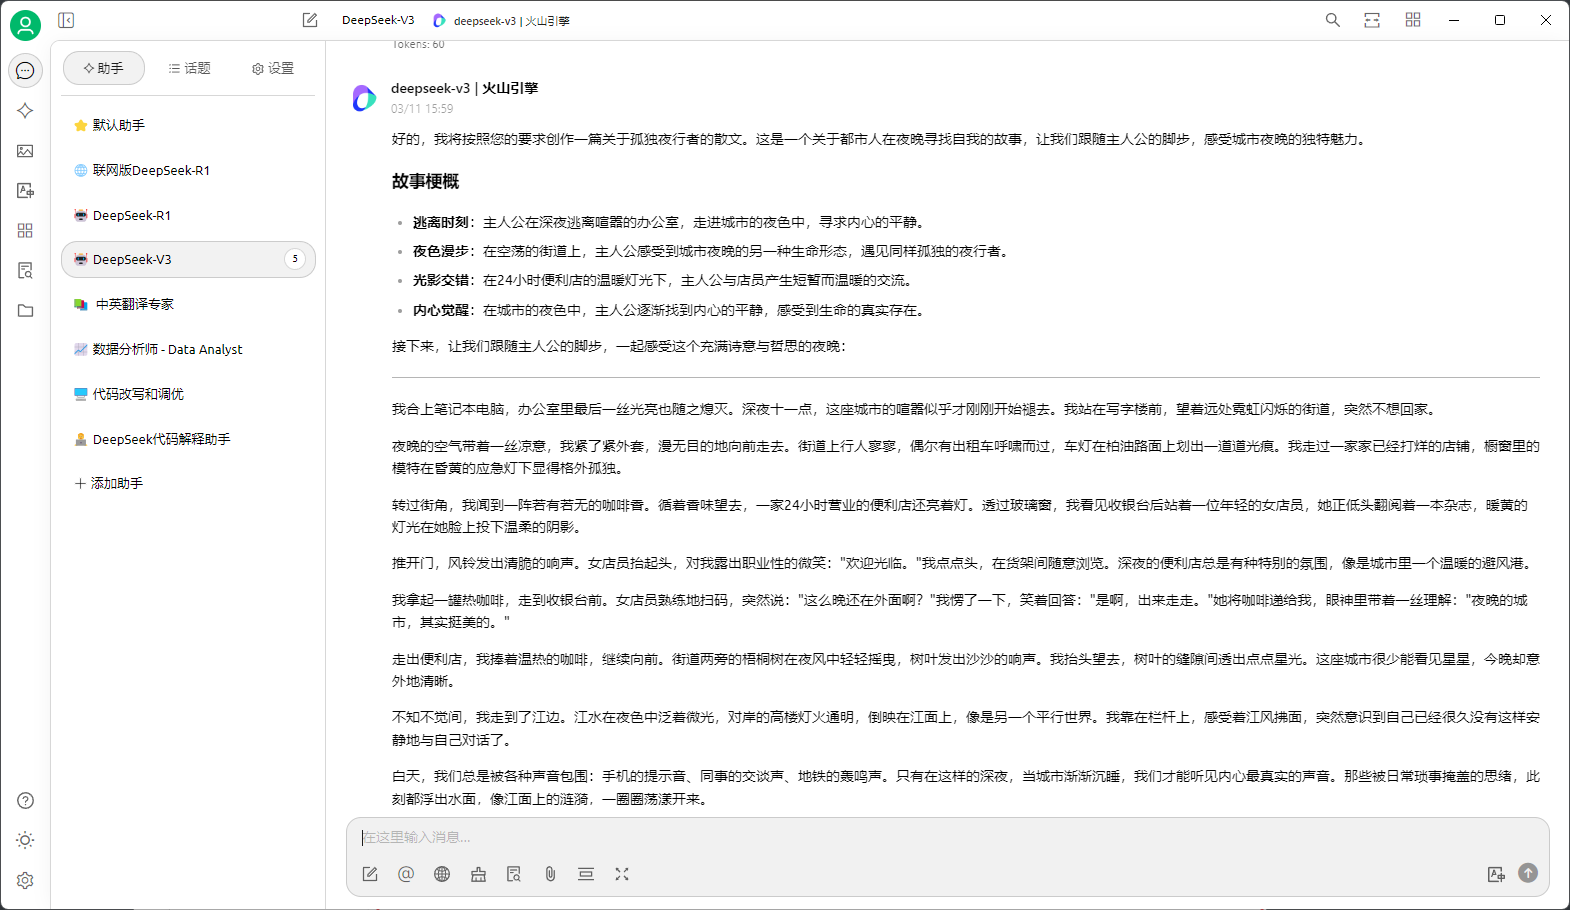 DeepSeek-V3 deepseek-v3 | 火山引擎
助手 话题 设置
默认助手
联网版DeepSeek-R1
DeepSeek-R1
DeepSeek-V3 5
中英翻译专家
数据分析师 - Data Analyst
代码改写和调优
DeepSeek代码解释助手
添加助手
Tokens: 60
deepseek-v3 | 火山引擎
03/11 15:59
好的，我将按照您的要求创作一篇关于孤独夜行者的散文。这是一个关于都市人在夜晚寻找自我的故事，让我们跟随主人公的脚步，感受城市夜晚的独特魅力。
故事梗概
• 逃离时刻：主人公在深夜逃离喧嚣的办公室，走进城市的夜色中，寻求内心的平静。
• 夜色漫步：在空荡的街道上，主人公感受到城市夜晚的另一种生命形态，遇见同样孤独的夜行者。
• 光影交错：在24小时便利店的温暖灯光下，主人公与店员产生短暂而温暖的交流。
• 内心觉醒：在城市的夜色中，主人公逐渐找到内心的平静，感受到生命的真实存在。
接下来，让我们跟随主人公的脚步，一起感受这个充满诗意与哲思的夜晚：
我合上笔记本电脑，办公室里最后一丝光亮也随之熄灭。深夜十一点，这座城市的喧嚣似乎才刚刚开始褪去。我站在写字楼前，望着远处霓虹闪烁的街道，突然不想回家。
夜晚的空气带着一丝凉意，我紧了紧外套，漫无目的地向前走去。街道上行人寥寥，偶尔有出租车呼啸而过，车灯在柏油路面上划出一道道光痕。我走过一家家已经打烊的店铺，橱窗里的
模特在昏黄的应急灯下显得格外孤独。
转过街角，我闻到一阵若有若无的咖啡香。循着香味望去，一家24小时营业的便利店还亮着灯。透过玻璃窗，我看见收银台后站着一位年轻的女店员，她正低头翻阅着一本杂志，暖黄的
灯光在她脸上投下温柔的阴影。
推开门，风铃发出清脆的响声。女店员抬起头，对我露出职业性的微笑："欢迎光临。"我点点头，在货架间随意浏览。深夜的便利店总是有种特别的氛围，像是城市里一个温暖的避风港。
我拿起一罐热咖啡，走到收银台前。女店员熟练地扫码，突然说："这么晚还在外面啊？"我愣了一下，笑着回答："是啊，出来走走。"她将咖啡递给我，眼神里带着一丝理解："夜晚的城
市，其实挺美的。"
走出便利店，我捧着温热的咖啡，继续向前。街道两旁的梧桐树在夜风中轻轻摇曳，树叶发出沙沙的响声。我抬头望去，树叶的缝隙间透出点点星光。这座城市很少能看见星星，今晚却意
外地清晰。
不知不觉间，我走到了江边。江水在夜色中泛着微光，对岸的高楼灯火通明，倒映在江面上，像是另一个平行世界。我靠在栏杆上，感受着江风拂面，突然意识到自己已经很久没有这样安
静地与自己对话了。
白天，我们总是被各种声音包围：手机的提示音、同事的交谈声、地铁的轰鸣声。只有在这样的深夜，当城市渐渐沉睡，我们才能听见内心最真实的声音。那些被日常琐事掩盖的思绪，此
刻都浮出水面，像江面上的涟漪，一圈圈荡漾开来。
在这里输入消息...